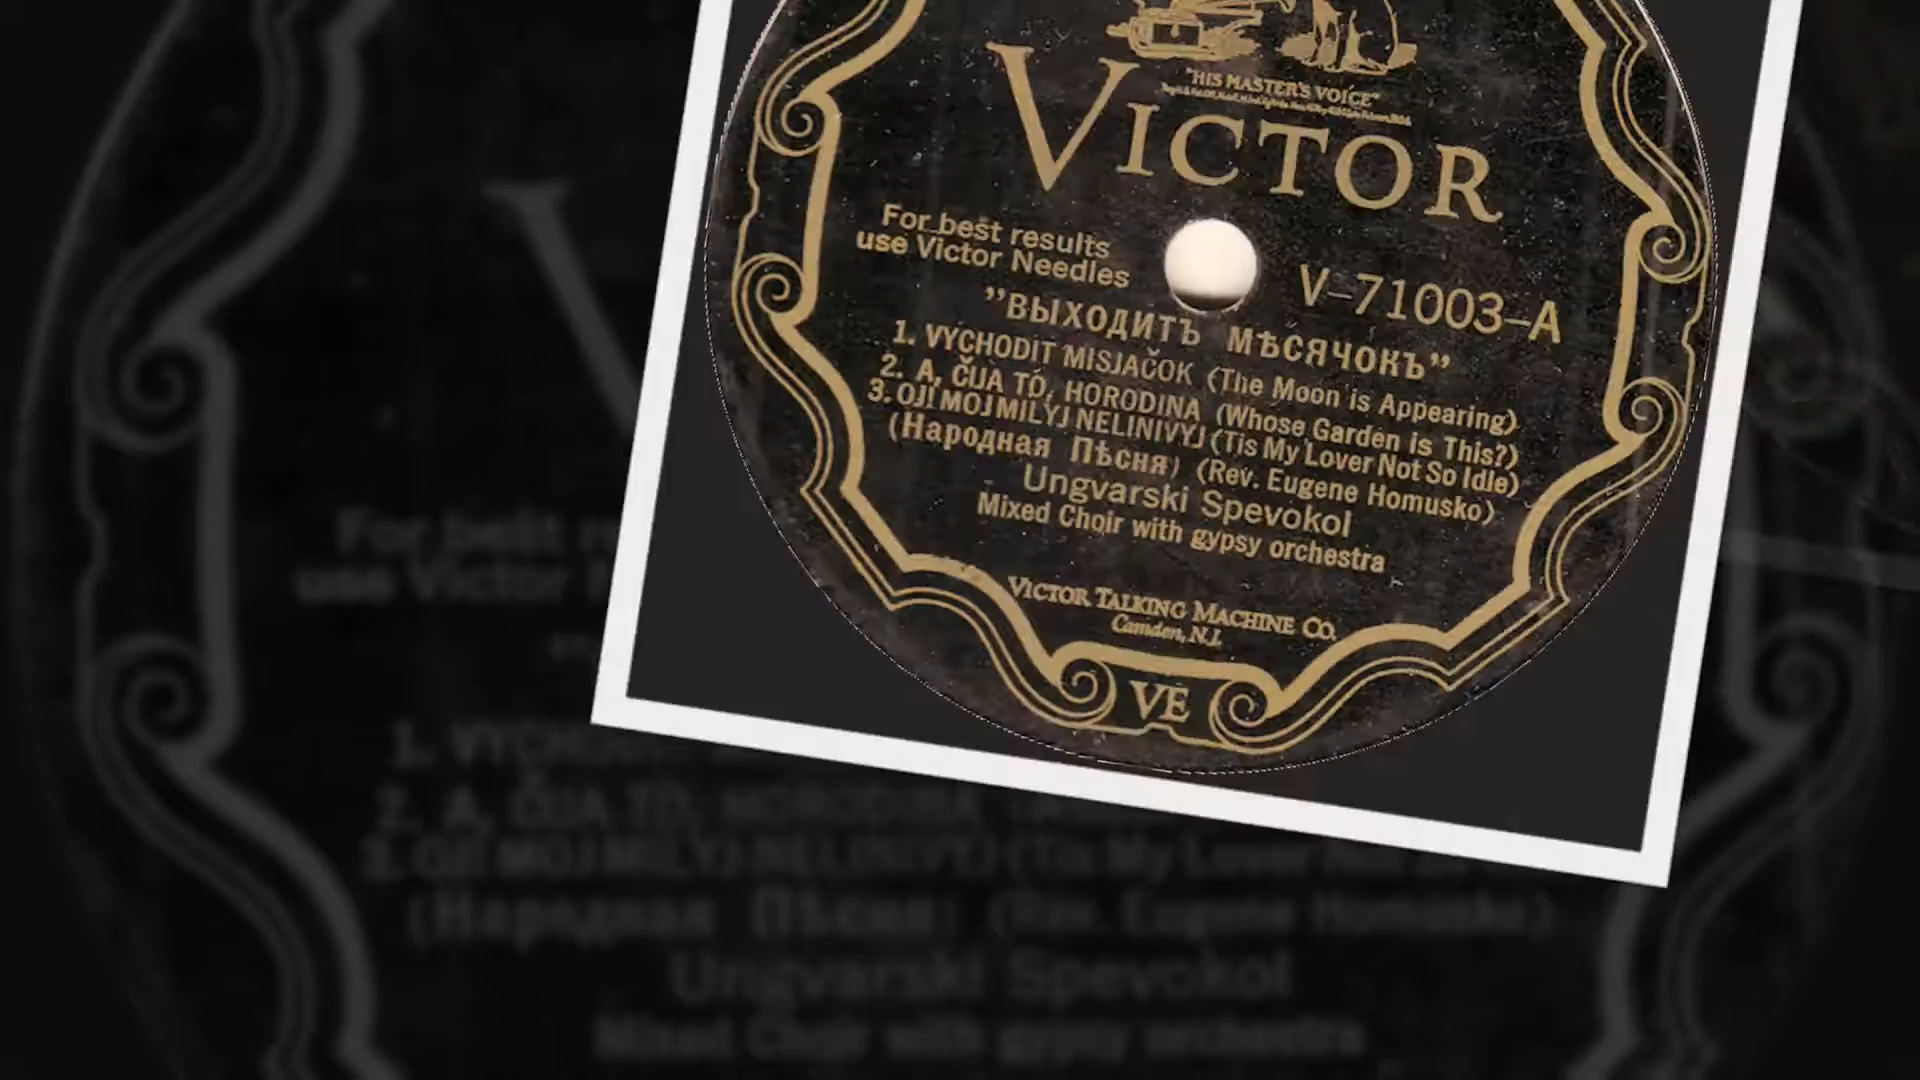 "HIS MASTER'S VOICE"
VICTOR
For best results
use Victor Needles
V-71003-A
"ВЫХОДИТЪ МѢСЯЧОКЪ"
1. VYCHODIT MISJAČOK (The Moon is Appearing)
2. A, ČIJA TO, HORODINA (Whose Garden is This?)
3. OJ! MOJ MILYJ NELINIVYJ (Tis My Lover Not So Idle)
(Народная Пѣсня) (Rev. Eugene Homusko)
Ungvarski Spevokol
Mixed Choir with gypsy orchestra
VICTOR TALKING MACHINE CO.
Camden, N.J.
VE